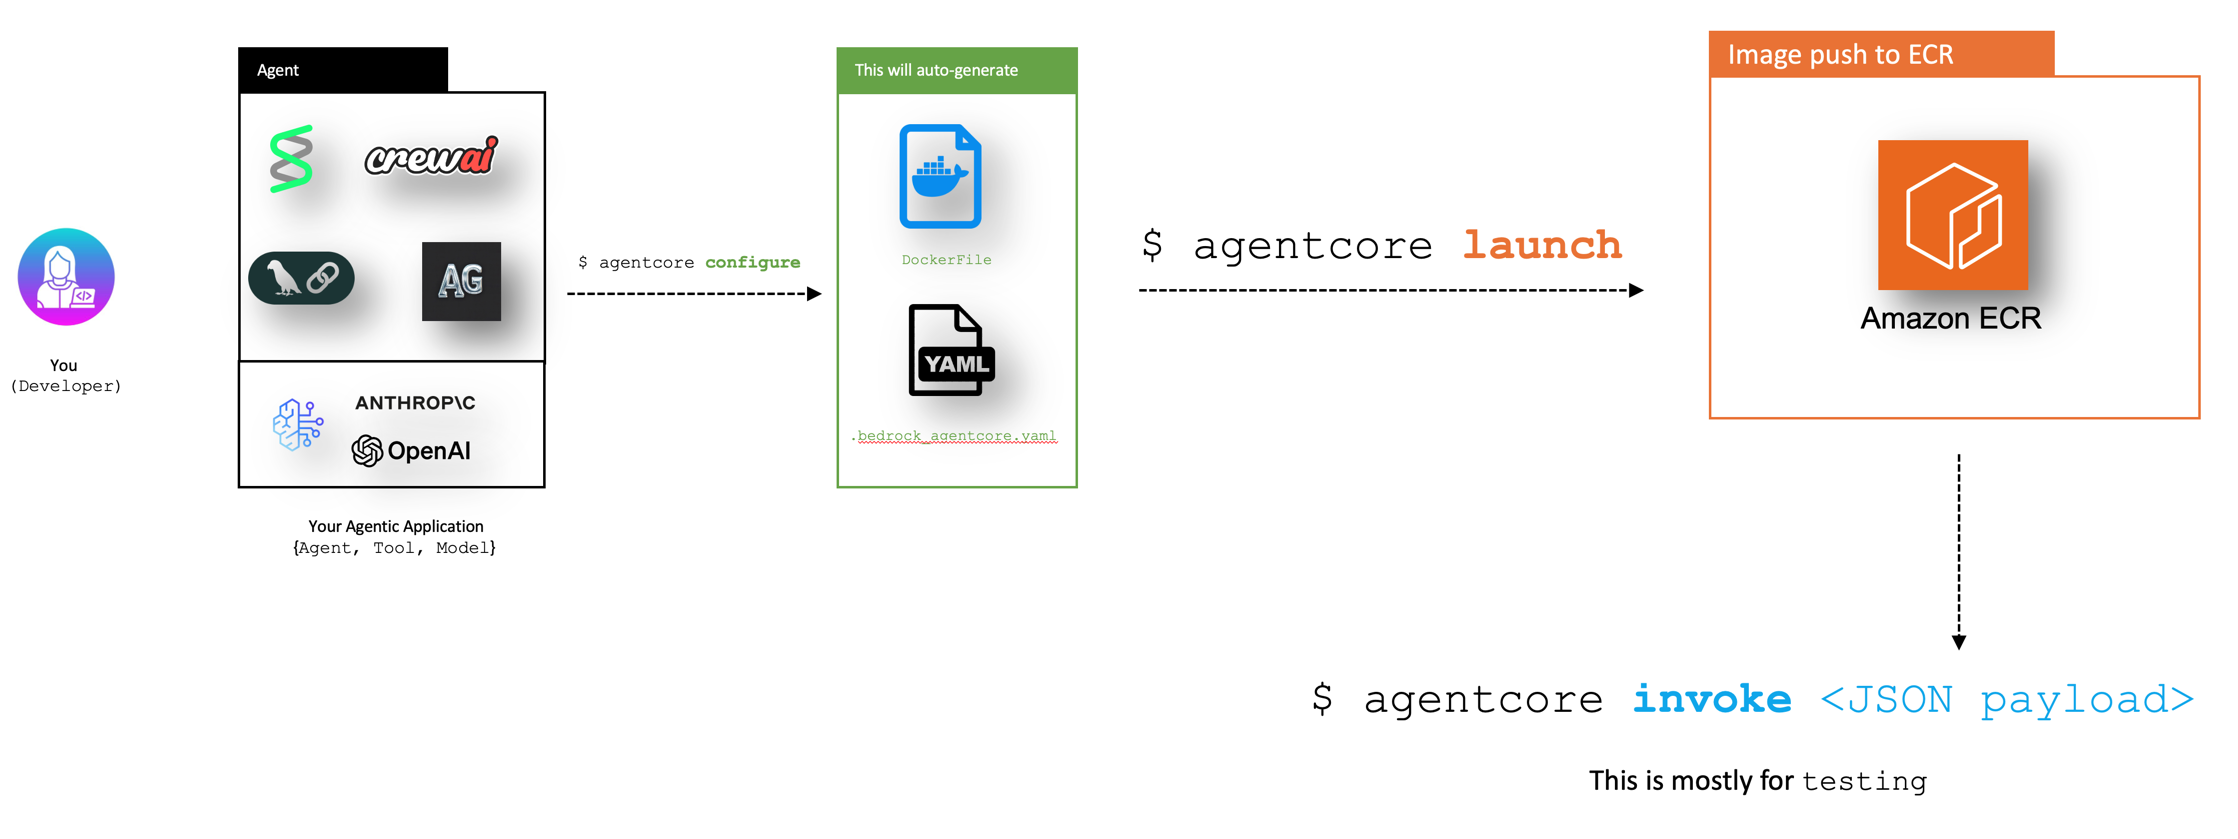 You
(Developer)
Agent
crewai
AG
ANTHROP\C
OpenAI
Your Agentic Application
{Agent, Tool, Model}
$ agentcore configure
This will auto-generate
DockerFile
YAML
.bedrock_agentcore.yaml
$ agentcore launch
Image push to ECR
Amazon ECR
$ agentcore invoke <JSON payload>
This is mostly for testing